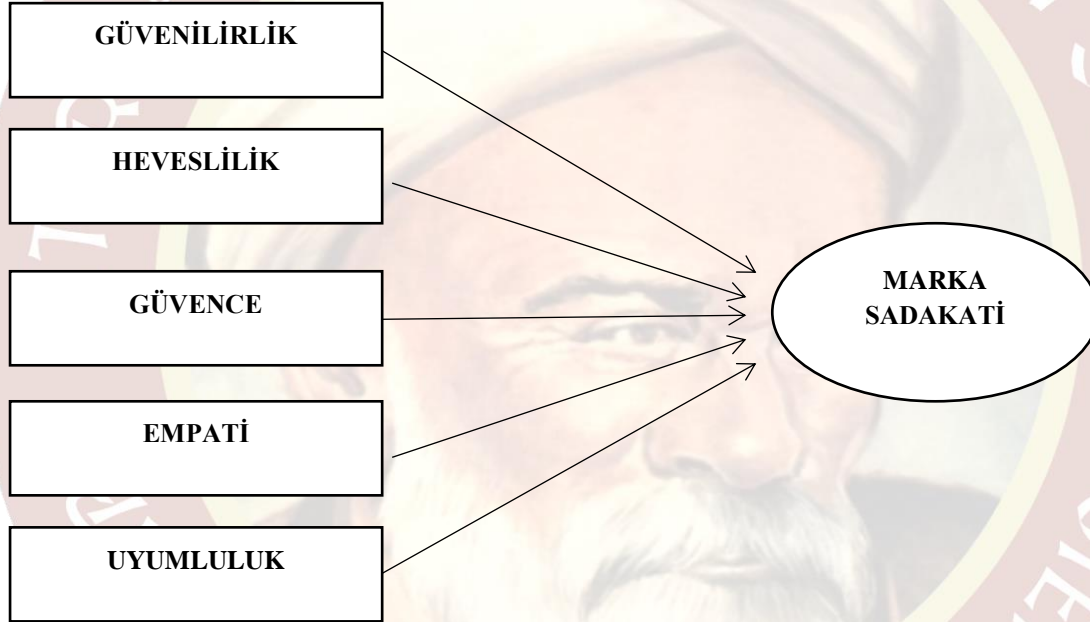 GÜVENİLİRLİK
HEVESLİLİK
GÜVENCE
EMPATİ
UYUMLULUK
MARKA
SADAKATİ